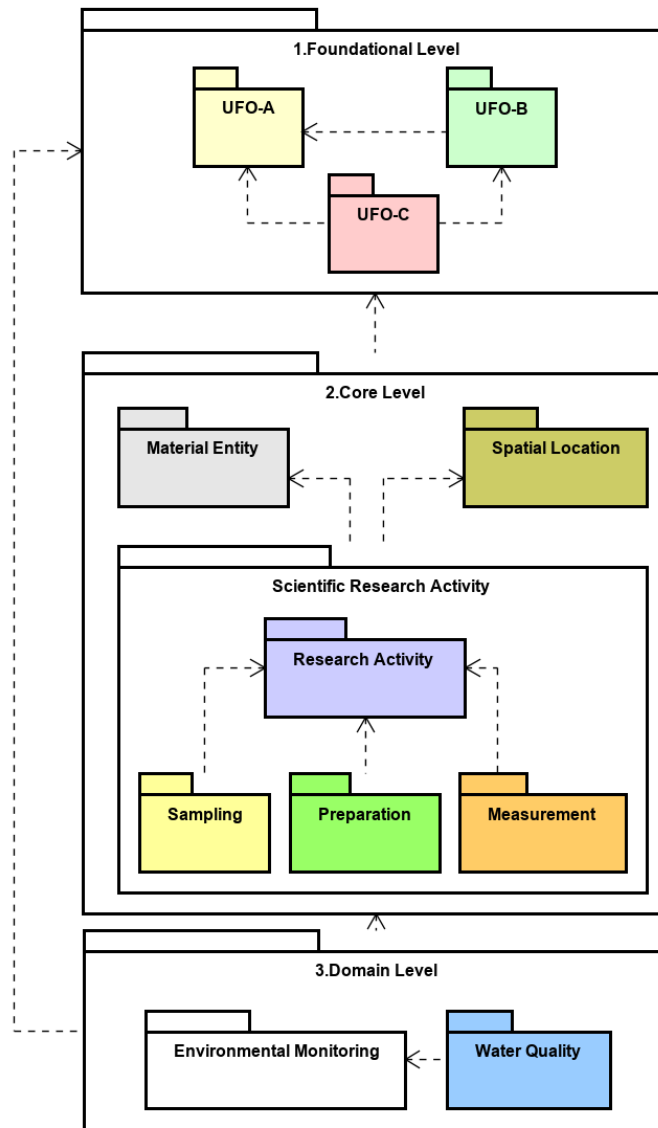 1.Foundational Level
UFO-A
UFO-B
UFO-C
2.Core Level
Material Entity
Spatial Location
Scientific Research Activity
Research Activity
Sampling
Preparation
Measurement
3.Domain Level
Environmental Monitoring
Water Quality